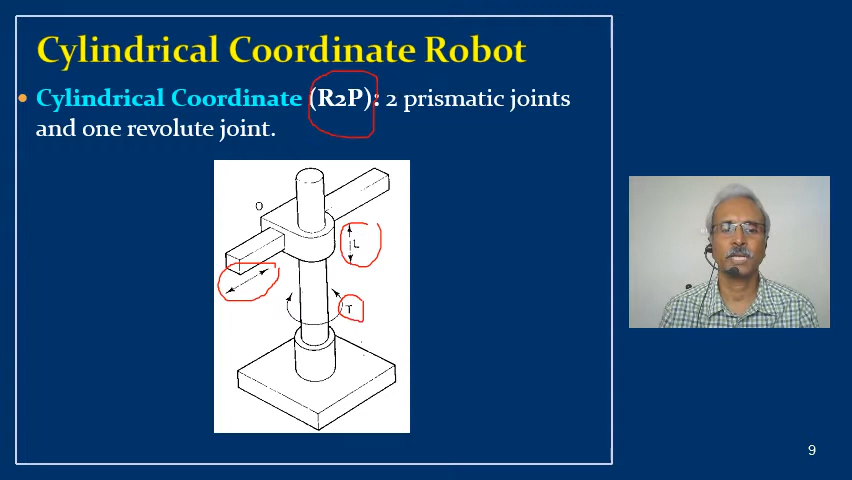 Cylindrical Coordinate Robot
• Cylindrical Coordinate (R2P): 2 prismatic joints
and one revolute joint.
O
L
T
9